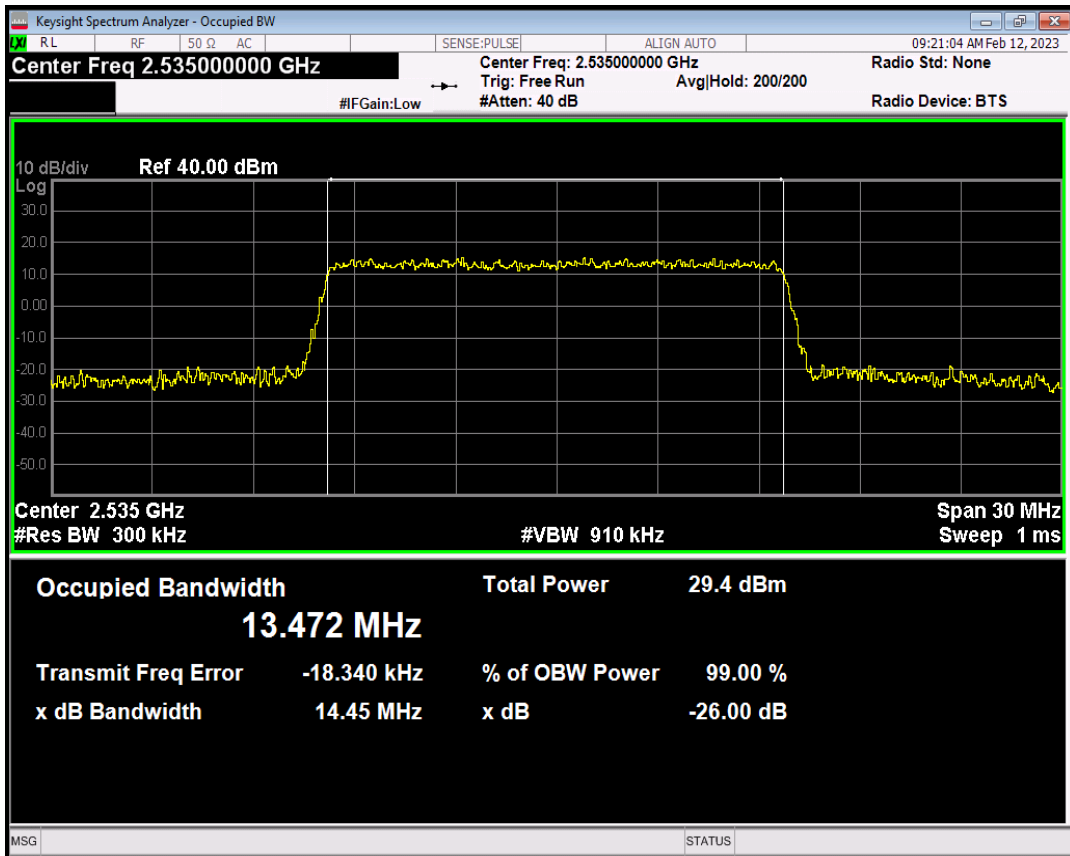 Keysight Spectrum Analyzer - Occupied BW
LXI RL RF 50 Ω AC SENSE:PULSE ALIGN AUTO 09:21:04 AM Feb 12, 2023
Center Freq 2.535000000 GHz Center Freq: 2.535000000 GHz Radio Std: None
Trig: Free Run Avg|Hold: 200/200
#IFGain:Low #Atten: 40 dB Radio Device: BTS
10 dB/div Ref 40.00 dBm
Log
30.0
20.0
10.0
0.00
-10.0
-20.0
-30.0
-40.0
-50.0
Center 2.535 GHz Span 30 MHz
#Res BW 300 kHz #VBW 910 kHz Sweep 1 ms
Occupied Bandwidth Total Power 29.4 dBm
13.472 MHz
Transmit Freq Error -18.340 kHz % of OBW Power 99.00 %
x dB Bandwidth 14.45 MHz x dB -26.00 dB
MSG STATUS